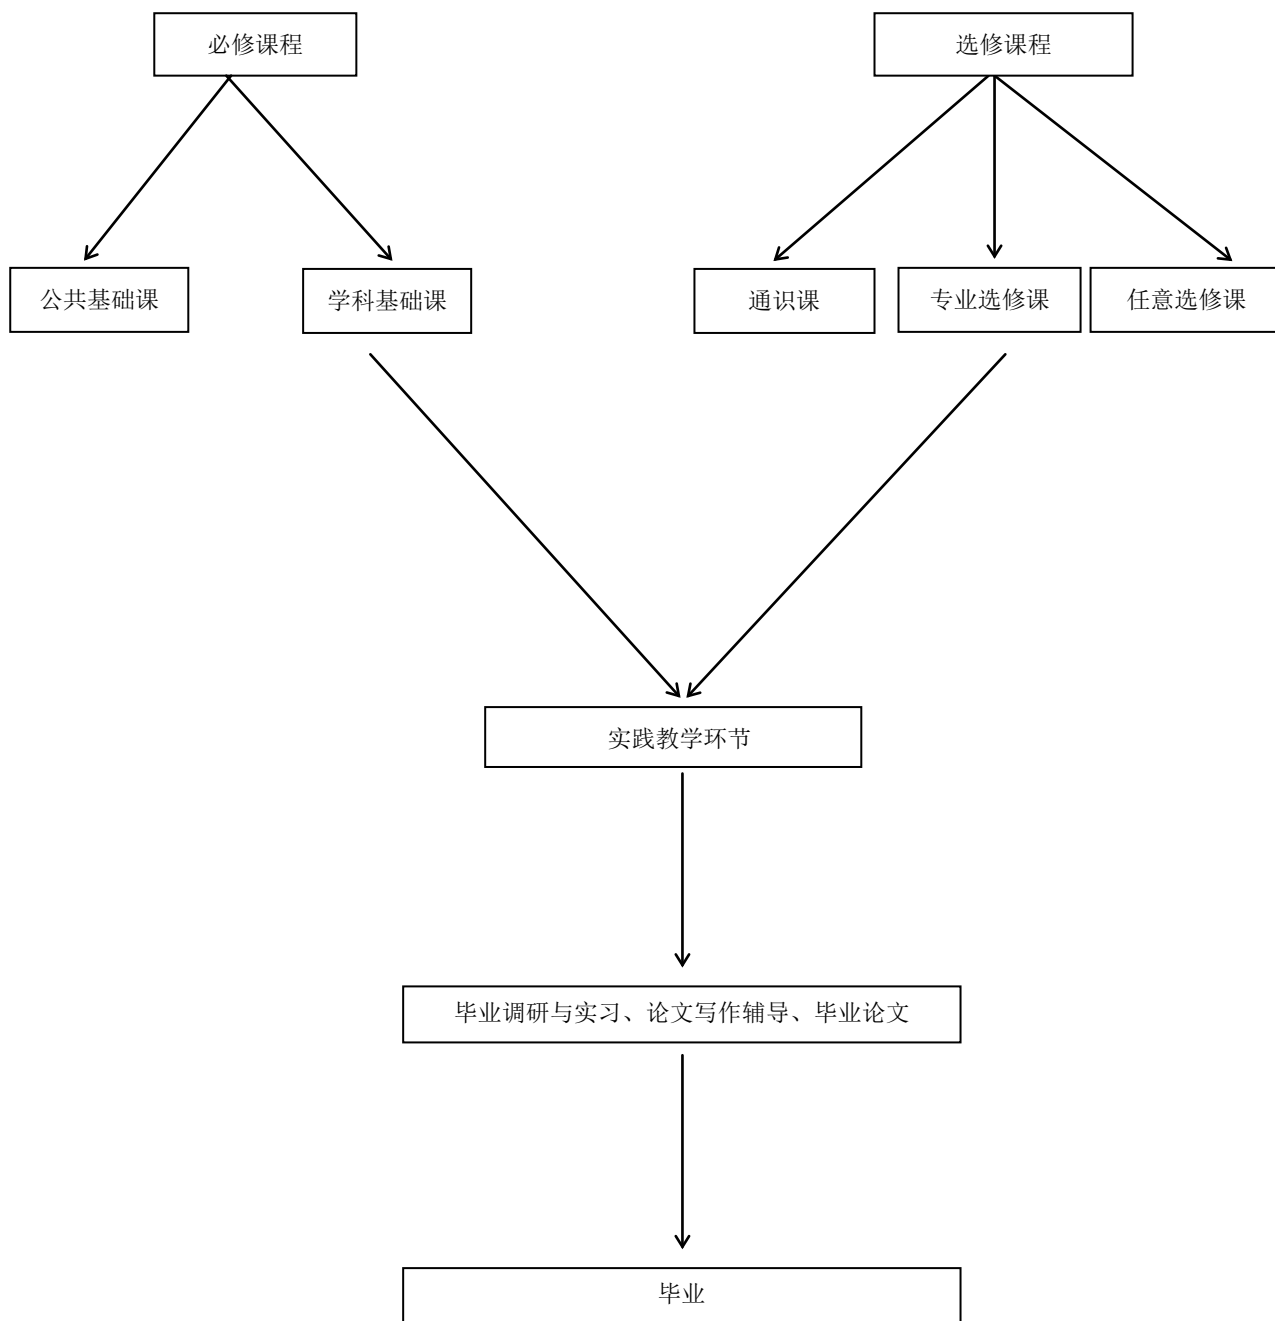 必修课程
选修课程
公共基础课
学科基础课
通识课
专业选修课
任意选修课
实践教学环节
毕业调研与实习、论文写作辅导、毕业论文
毕业